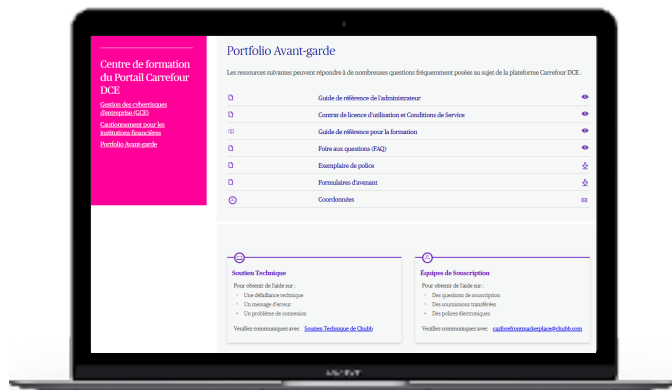 Centre de formation
du Portail Carrefour
DCE
Gestion des cyberrisques
d'entreprise (GCE)
Cautionnement pour les
institutions financières
Portfolio Avant-garde
Portfolio Avant-garde
Les ressources suivantes peuvent répondre à de nombreuses questions fréquemment posées au sujet de la plateforme Carrefour DCE.
Guide de référence de l'administrateur
Contrat de licence d'utilisation et Conditions de Service
Guide de référence pour la formation
Foire aux questions (FAQ)
Exemplaire de police
Formulaires d'avenant
Coordonnées
Soutien Technique
Pour obtenir de l'aide sur :
Une défaillance technique
Un message d'erreur
Un problème de connexion
Veuillez communiquez avec Soutien Technique de Chubb
Équipes de Souscription
Pour obtenir de l'aide sur :
Des questions de souscription
Des soumissions transférées
Des polices électroniques
Veuillez communiquez avec caforefrontmarketplace@chubb.com